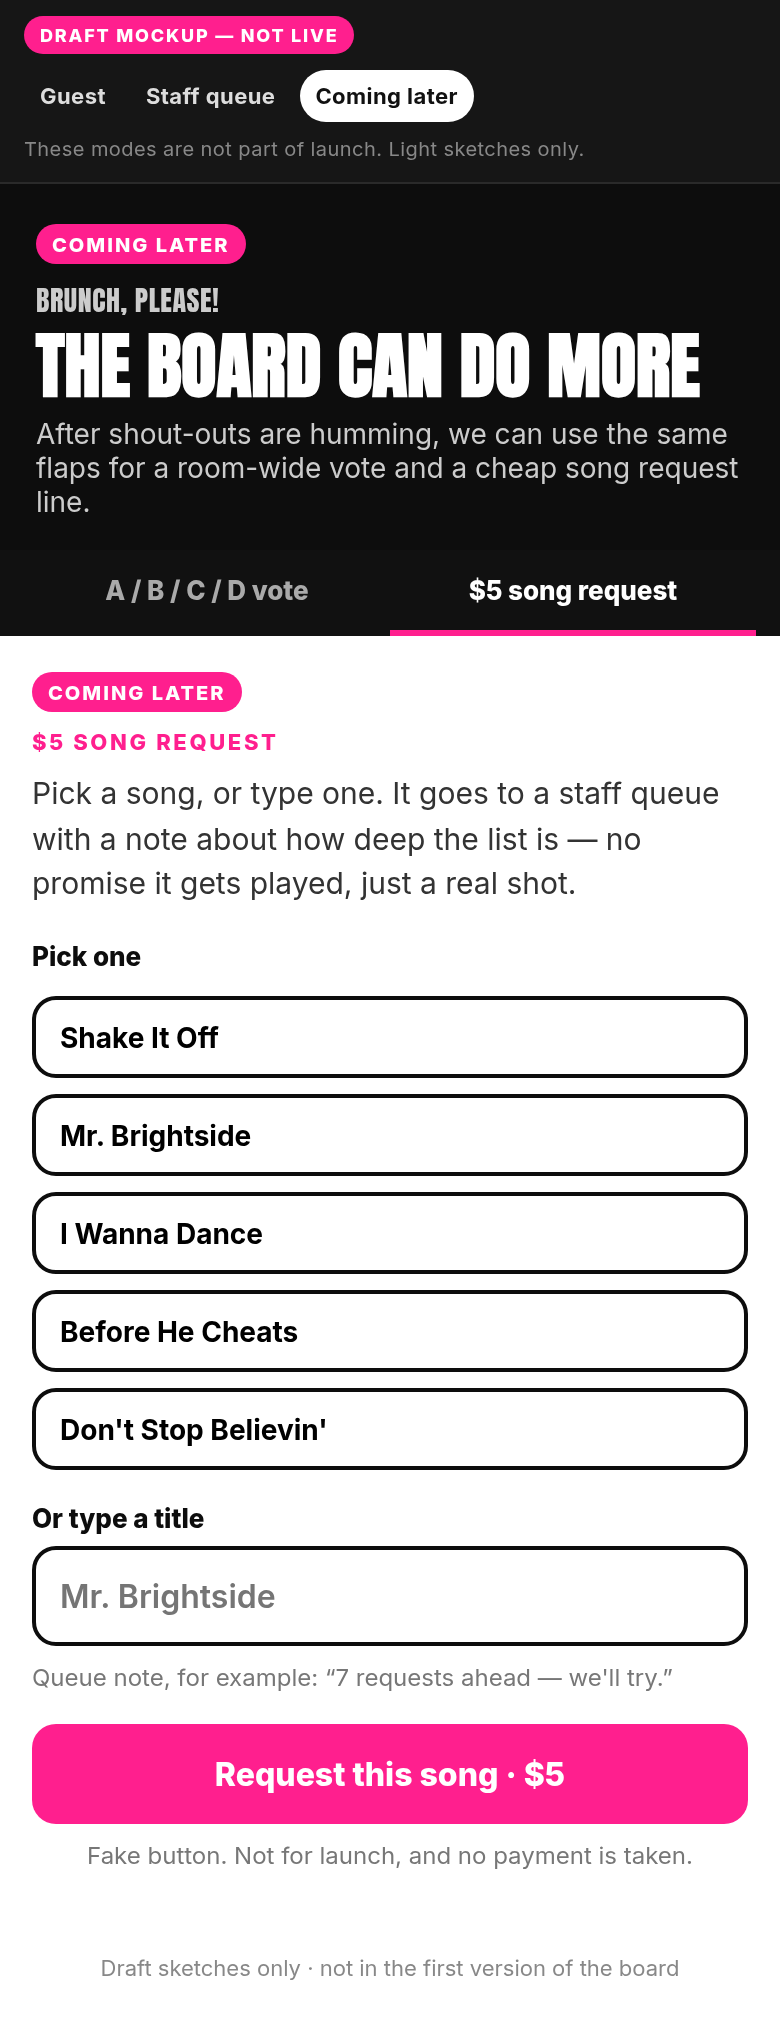 DRAFT MOCKUP — NOT LIVE
Guest Staff queue Coming later
These modes are not part of launch. Light sketches only.
COMING LATER
BRUNCH, PLEASE!
THE BOARD CAN DO MORE
After shout-outs are humming, we can use the same
flaps for a room-wide vote and a cheap song request
line.
A / B / C / D vote $5 song request
COMING LATER
$5 SONG REQUEST
Pick a song, or type one. It goes to a staff queue
with a note about how deep the list is — no
promise it gets played, just a real shot.
Pick one
Shake It Off
Mr. Brightside
I Wanna Dance
Before He Cheats
Don't Stop Believin'
Or type a title
Mr. Brightside
Queue note, for example: “7 requests ahead — we'll try.”
Request this song · $5
Fake button. Not for launch, and no payment is taken.
Draft sketches only · not in the first version of the board